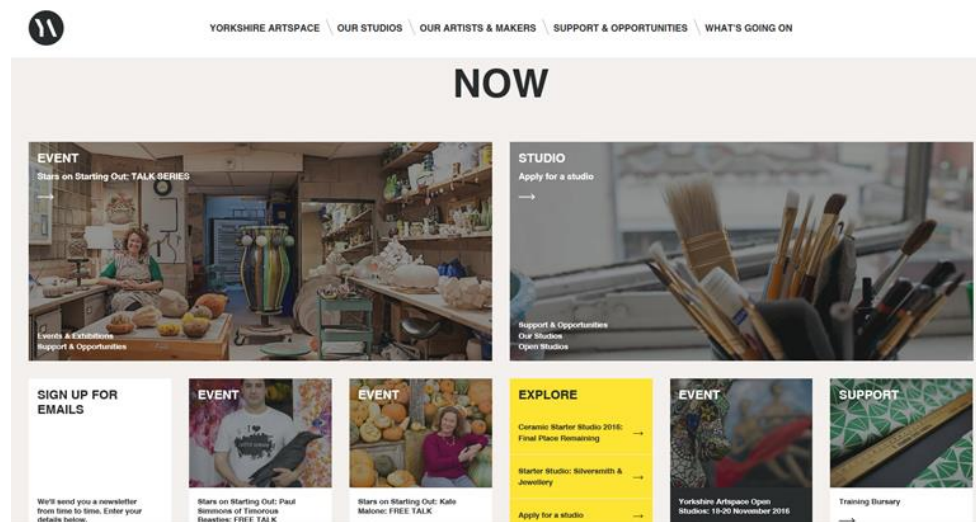 YORKSHIRE ARTSPACE \ OUR STUDIOS \ OUR ARTISTS & MAKERS \ SUPPORT & OPPORTUNITIES \ WHAT'S GOING ON
NOW
EVENT
Stars on Starting Out: TALK SERIES
→
Events & Exhibitions
Support & Opportunities
STUDIO
Apply for a studio
→
Support & Opportunities
Our Studios
Open Studios
SIGN UP FOR
EMAILS
We'll send you a newsletter
from time to time. Enter your
details below.
EVENT
Stars on Starting Out: Paul
Simmons of Timorous
Beasties: FREE TALK
EVENT
Stars on Starting Out: Kate
Malone: FREE TALK
EXPLORE
Ceramic Starter Studio 2016:
Final Place Remaining →
Starter Studio: Silversmith &
Jewellery →
Apply for a studio →
EVENT
Yorkshire Artspace Open
Studios: 18-20 November 2016
SUPPORT
Training Bursary
→